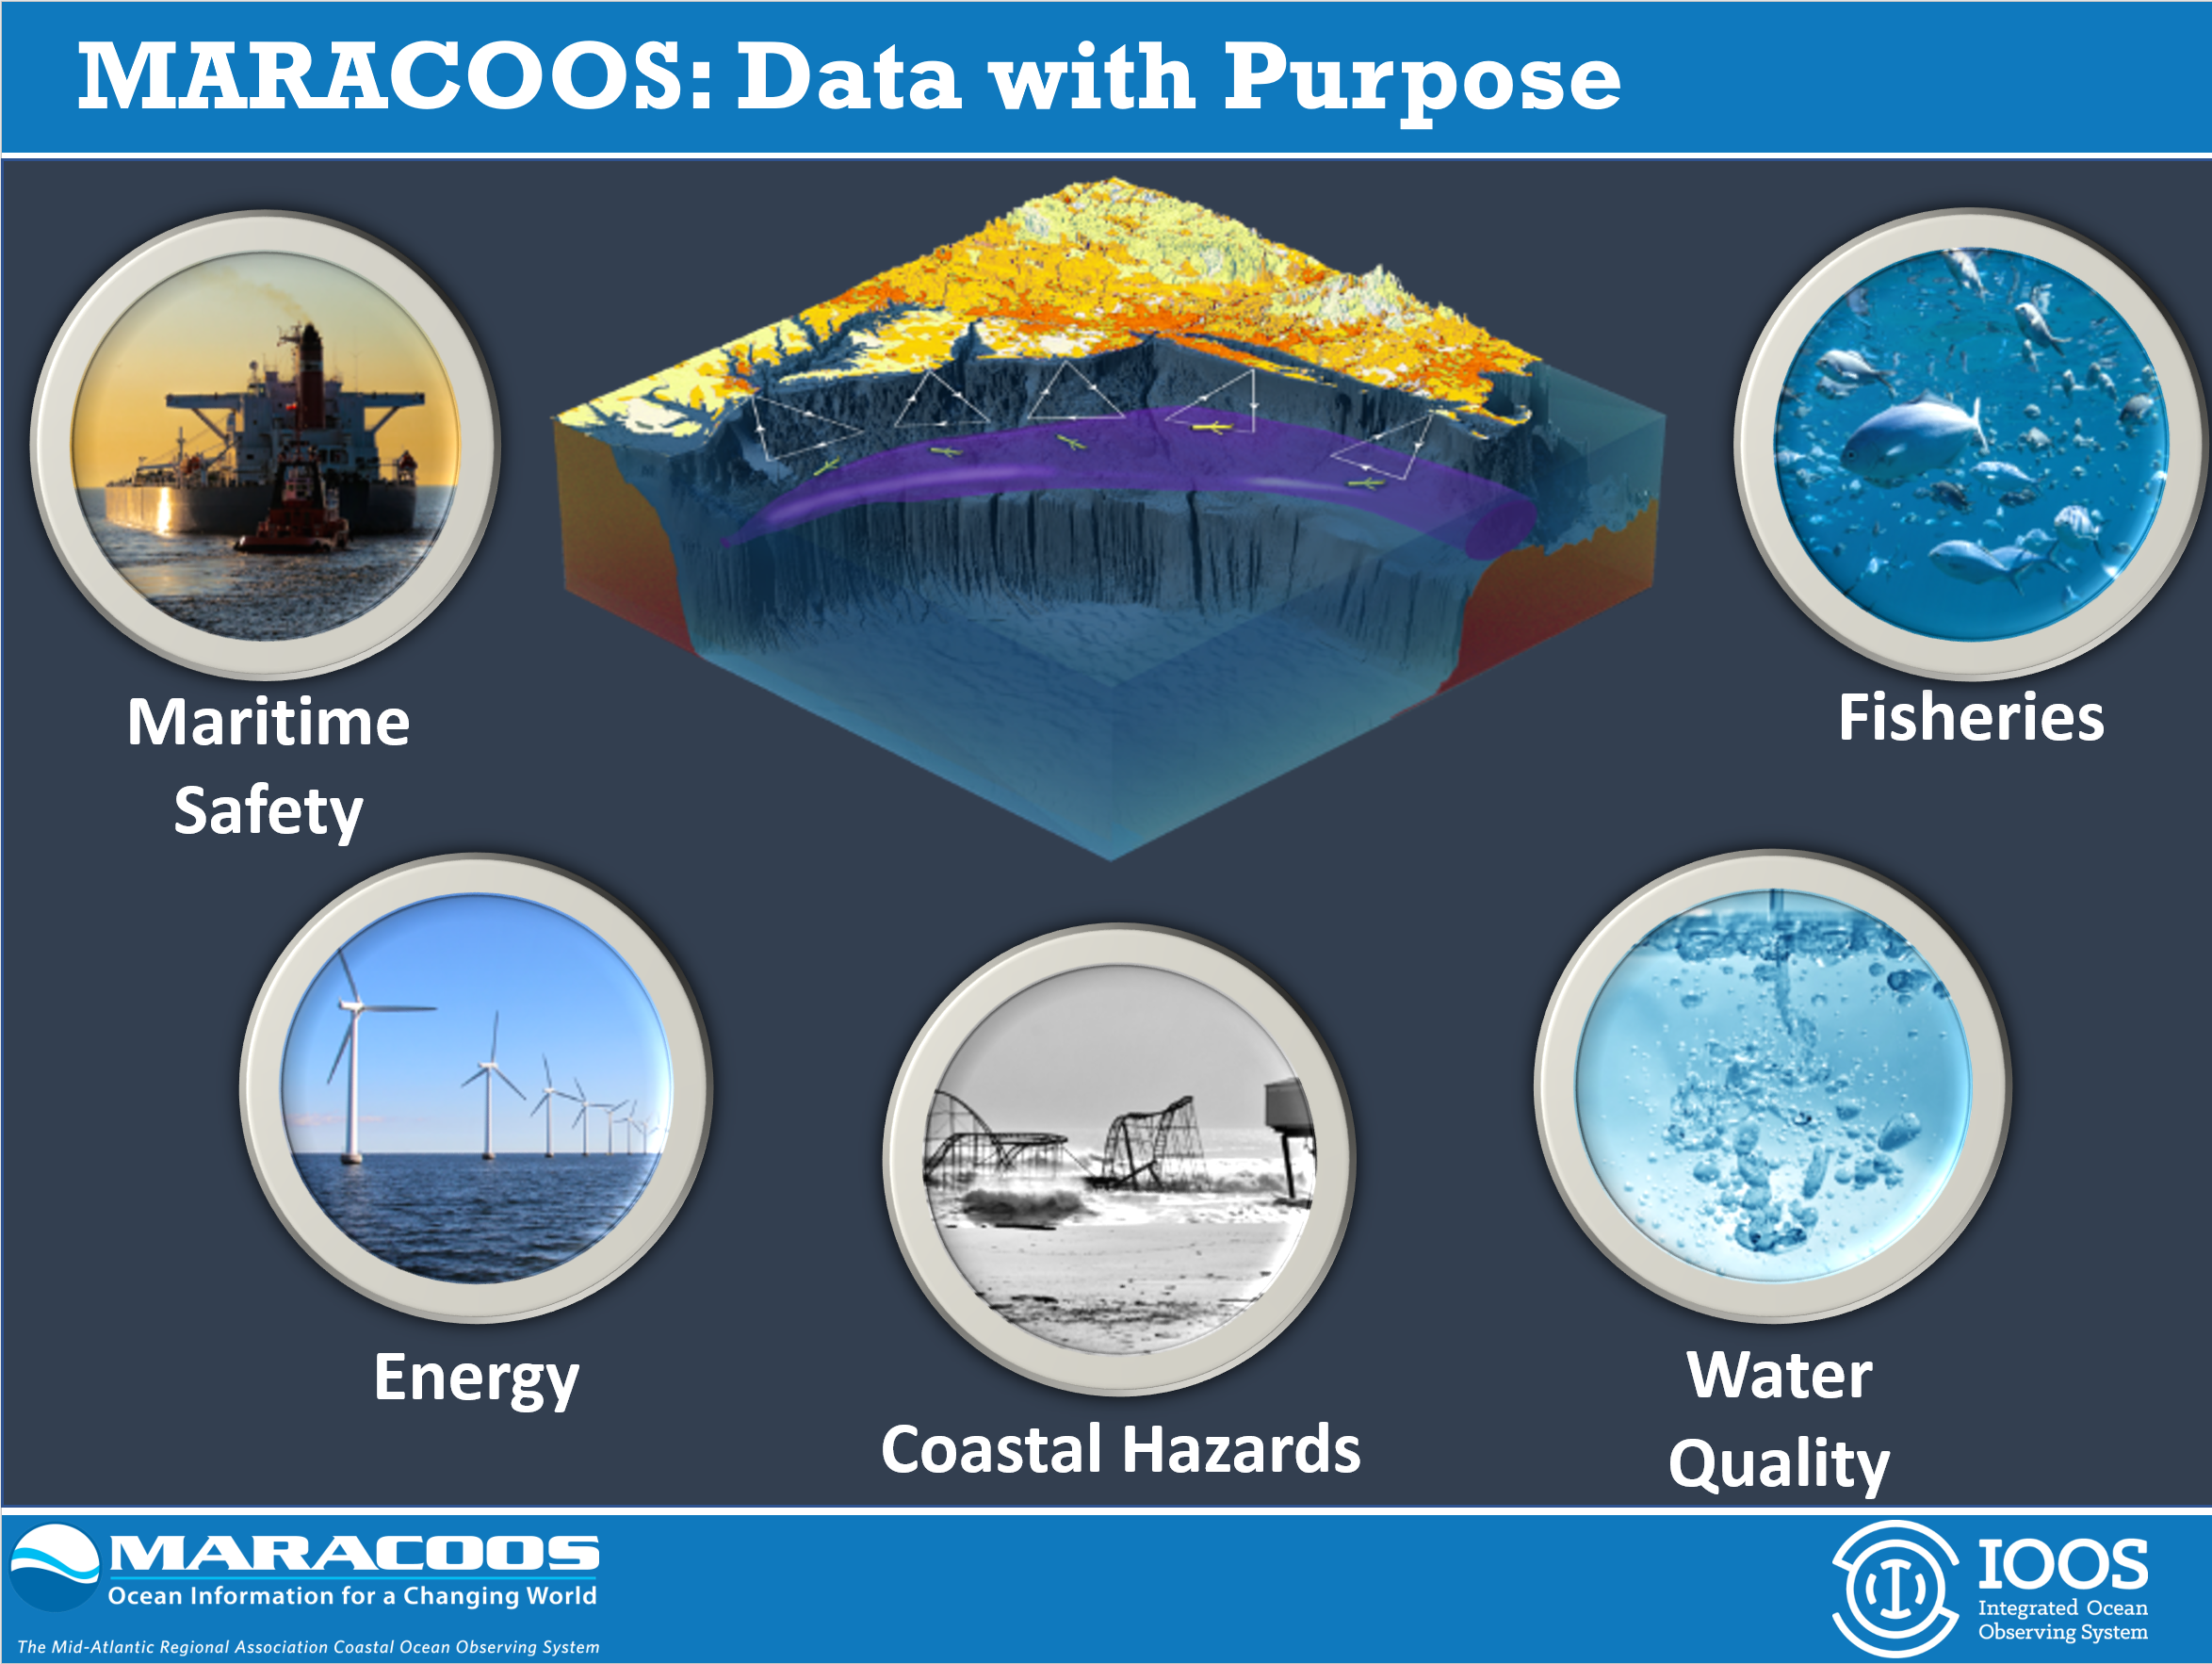 MARACOOS: Data with Purpose
Maritime
Safety
Fisheries
Energy
Coastal Hazards
Water
Quality
MARACOOS
Ocean Information for a Changing World
The Mid-Atlantic Regional Association Coastal Ocean Observing System
IOOS
Integrated Ocean
Observing System